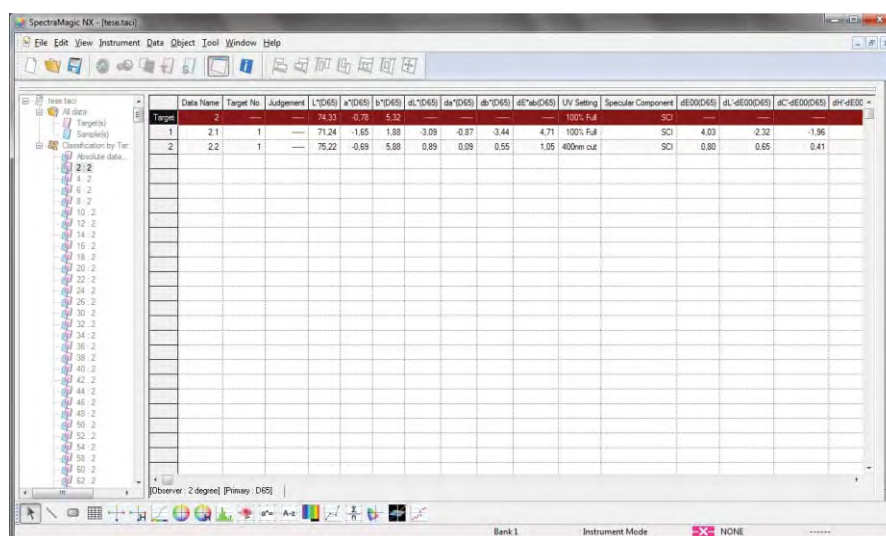 SpectraMagic NX - [tese.taci]
File Edit View Instrument Data Object Tool Window Help
tese.taci
All data
Target(s)
Sample(s)
Classification by Tar
Absolute data...
2 : 2
4 : 2
6 : 2
8 : 2
10 : 2
12 : 2
14 : 2
16 : 2
18 : 2
20 : 2
22 : 2
24 : 2
26 : 2
30 : 2
32 : 2
34 : 2
36 : 2
38 : 2
40 : 2
42 : 2
44 : 2
46 : 2
48 : 2
50 : 2
52 : 2
54 : 2
58 : 2
60 : 2
62 : 2
Data Name Target No. Judgement L*(D65) a*(D65) b*(D65) dL*(D65) da*(D65) db*(D65) dE*ab(D65) UV Setting Specular Component dE00(D65) dL'-dE00(D65) dC'-dE00(D65) dH'-dE00
Target 2 ---- ---- 74,33 -0,78 5,32 ---- ---- ---- ---- 100% Full SCI ---- ---- ----
1 2.1 1 ---- 71,24 -1,65 1,88 -3,09 -0,87 -3,44 4,71 100% Full SCI 4,03 -2,32 -1,96
2 2.2 1 ---- 75,22 -0,69 5,88 0,89 0,09 0,55 1,05 400nm cut SCI 0,80 0,65 0,41
[Observer : 2 degree] [Primary : D65]
Bank1 Instrument Mode NONE ------